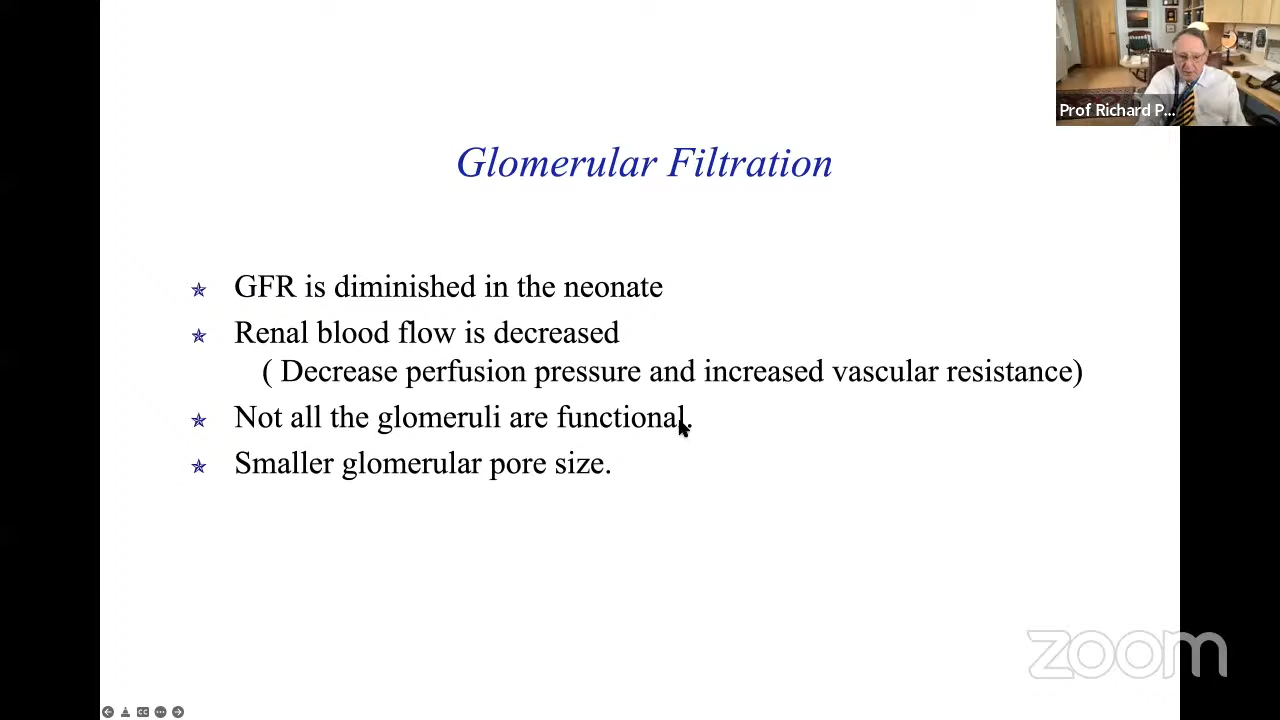 Prof Richard P...
Glomerular Filtration
GFR is diminished in the neonate
Renal blood flow is decreased
( Decrease perfusion pressure and increased vascular resistance)
Not all the glomeruli are functional.
Smaller glomerular pore size.
zoom
CC